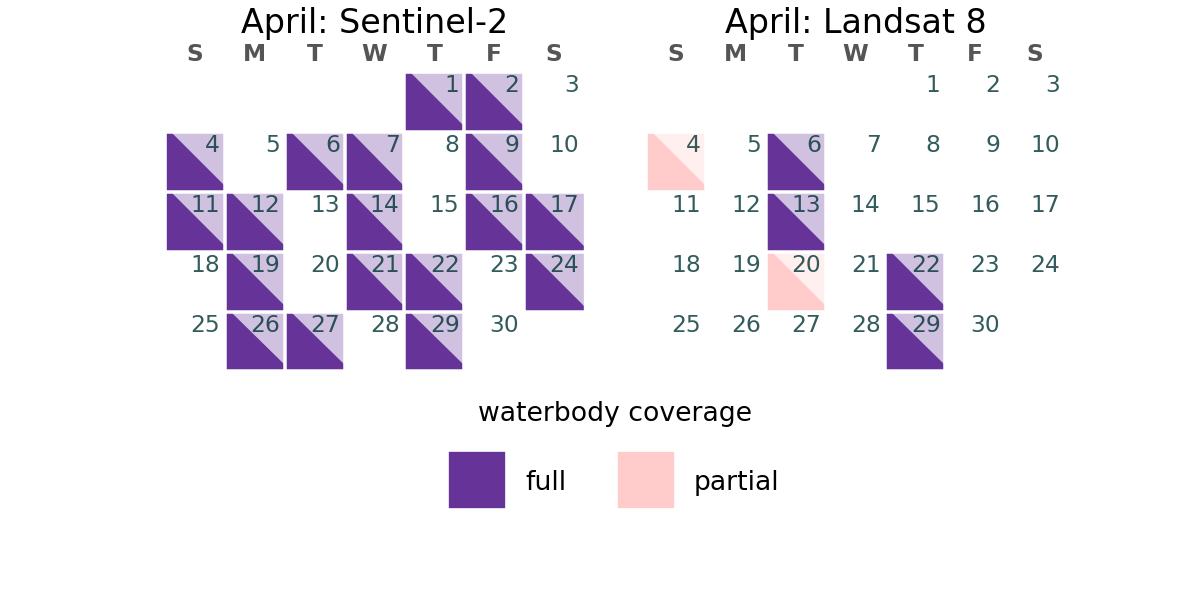 April: Sentinel-2
S M T W T F S
1 2 3
4 5 6 7 8 9 10
11 12 13 14 15 16 17
18 19 20 21 22 23 24
25 26 27 28 29 30
April: Landsat 8
S M T W T F S
1 2 3
4 5 6 7 8 9 10
11 12 13 14 15 16 17
18 19 20 21 22 23 24
25 26 27 28 29 30
waterbody coverage
full
partial